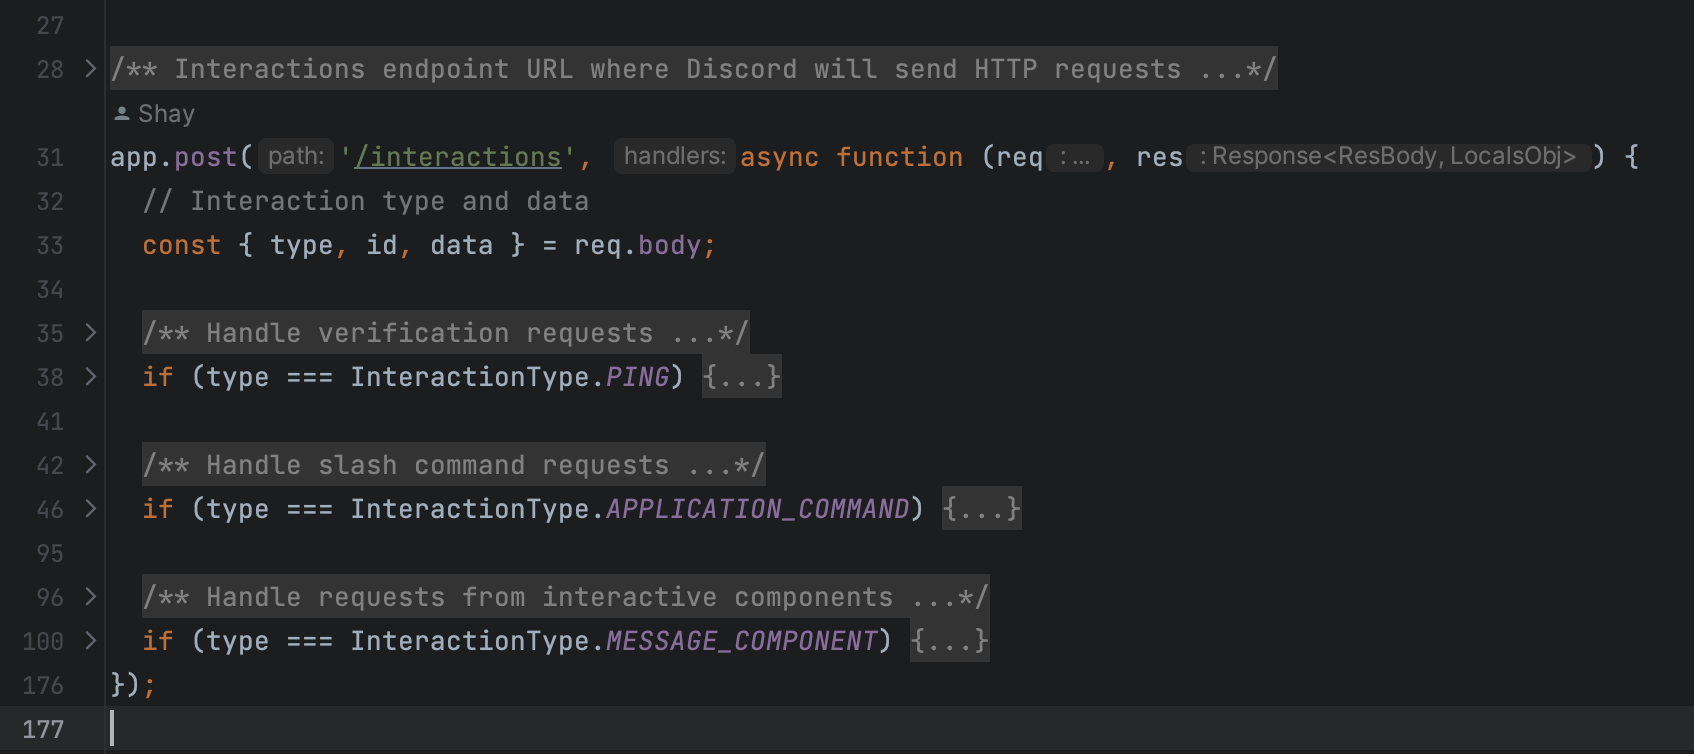 27
28 /** Interactions endpoint URL where Discord will send HTTP requests ...*/
Shay
31 app.post( path: '/interactions', handlers: async function (req : ... , res : Response<ResBody, LocalsObj> ) {
32 // Interaction type and data
33 const { type, id, data } = req.body;
34
35 /** Handle verification requests ...*/
38 if (type === InteractionType.PING) {...}
41
42 /** Handle slash command requests ...*/
46 if (type === InteractionType.APPLICATION_COMMAND) {...}
95
96 /** Handle requests from interactive components ...*/
100 if (type === InteractionType.MESSAGE_COMPONENT) {...}
176 });
177